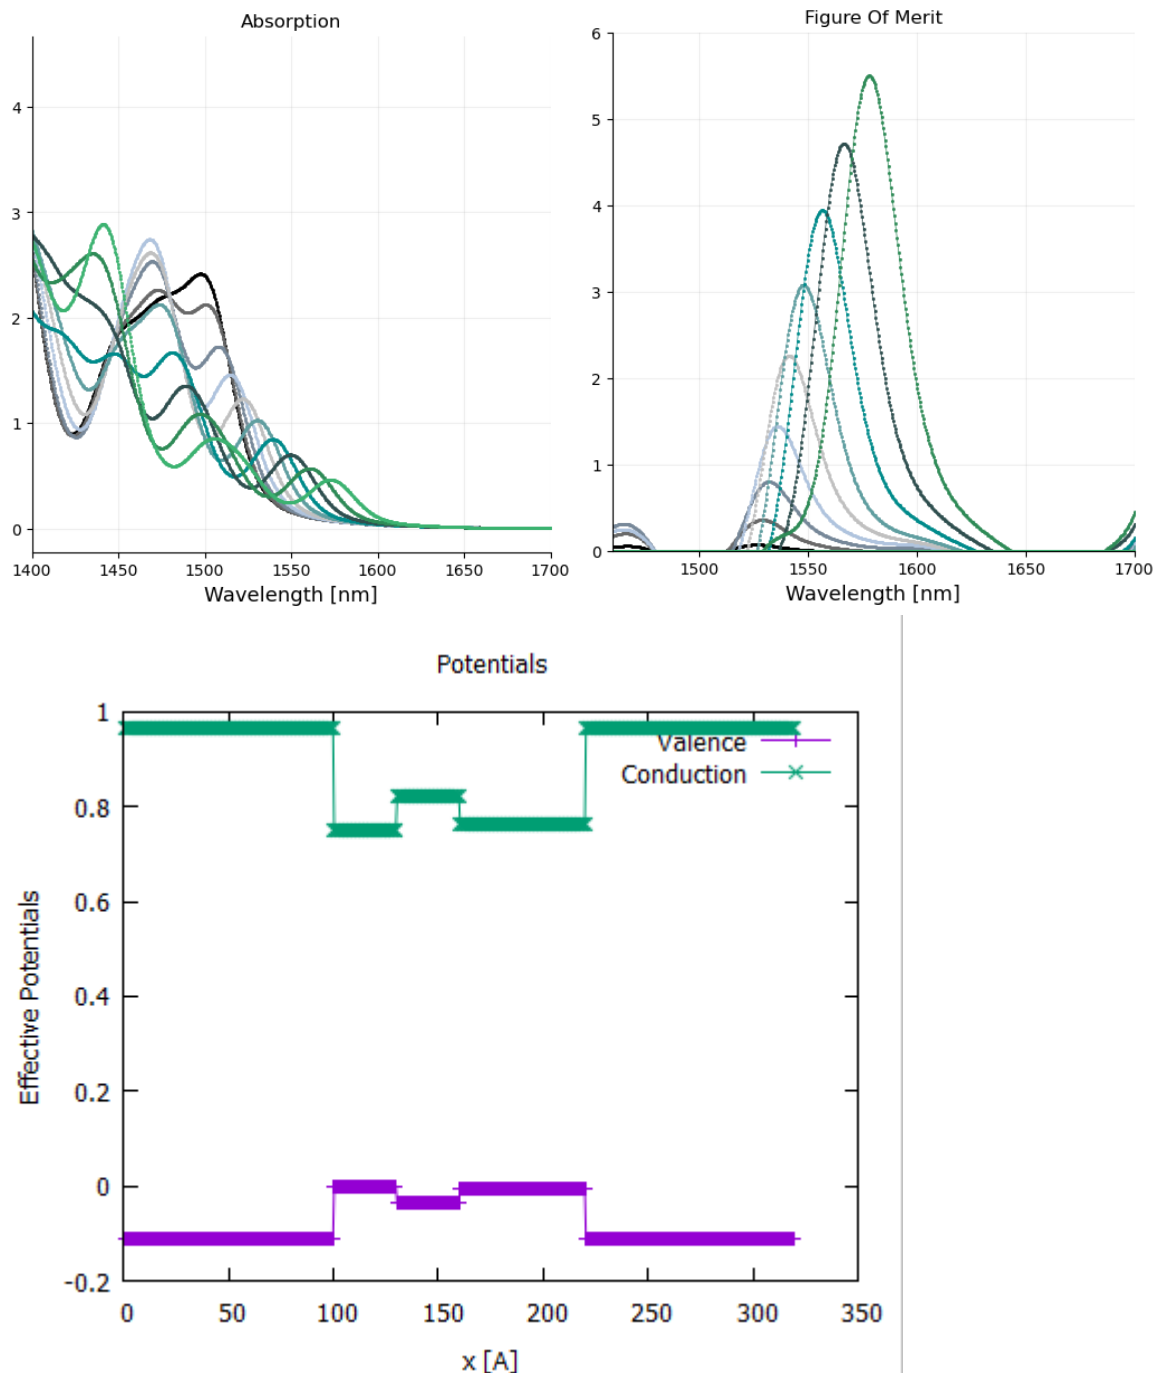 Absorption
4
3
2
1
0
1400 1450 1500 1550 1600 1650 1700
Wavelength [nm]
Figure Of Merit
6
5
4
3
2
1
0
1500 1550 1600 1650 1700
Wavelength [nm]
Potentials
1
0.8
0.6
0.4
0.2
0
-0.2
Effective Potentials
Valence
Conduction
0 50 100 150 200 250 300 350
x [A]